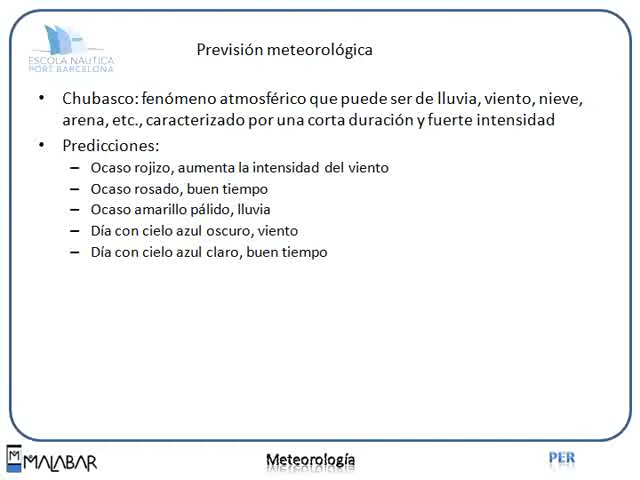 ESCOLA NÀUTICA
PORT BARCELONA
Previsión meteorológica
• Chubasco: fenómeno atmosférico que puede ser de lluvia, viento, nieve,
arena, etc., caracterizado por una corta duración y fuerte intensidad
• Predicciones:
– Ocaso rojizo, aumenta la intensidad del viento
– Ocaso rosado, buen tiempo
– Ocaso amarillo pálido, lluvia
– Día con cielo azul oscuro, viento
– Día con cielo azul claro, buen tiempo
MALABAR
Meteorología
PER